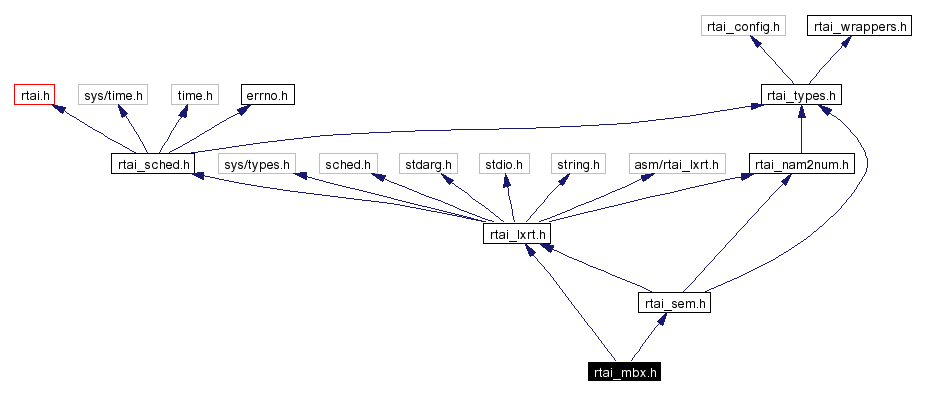 rtai_config.h
rtai_wrappers.h
rtai.h
sys/time.h
time.h
errno.h
rtai_types.h
rtai_sched.h
sys/types.h
sched.h
stdarg.h
stdio.h
string.h
asm/rtai_lxrt.h
rtai_nam2num.h
rtai_lxrt.h
rtai_sem.h
rtai_mbx.h